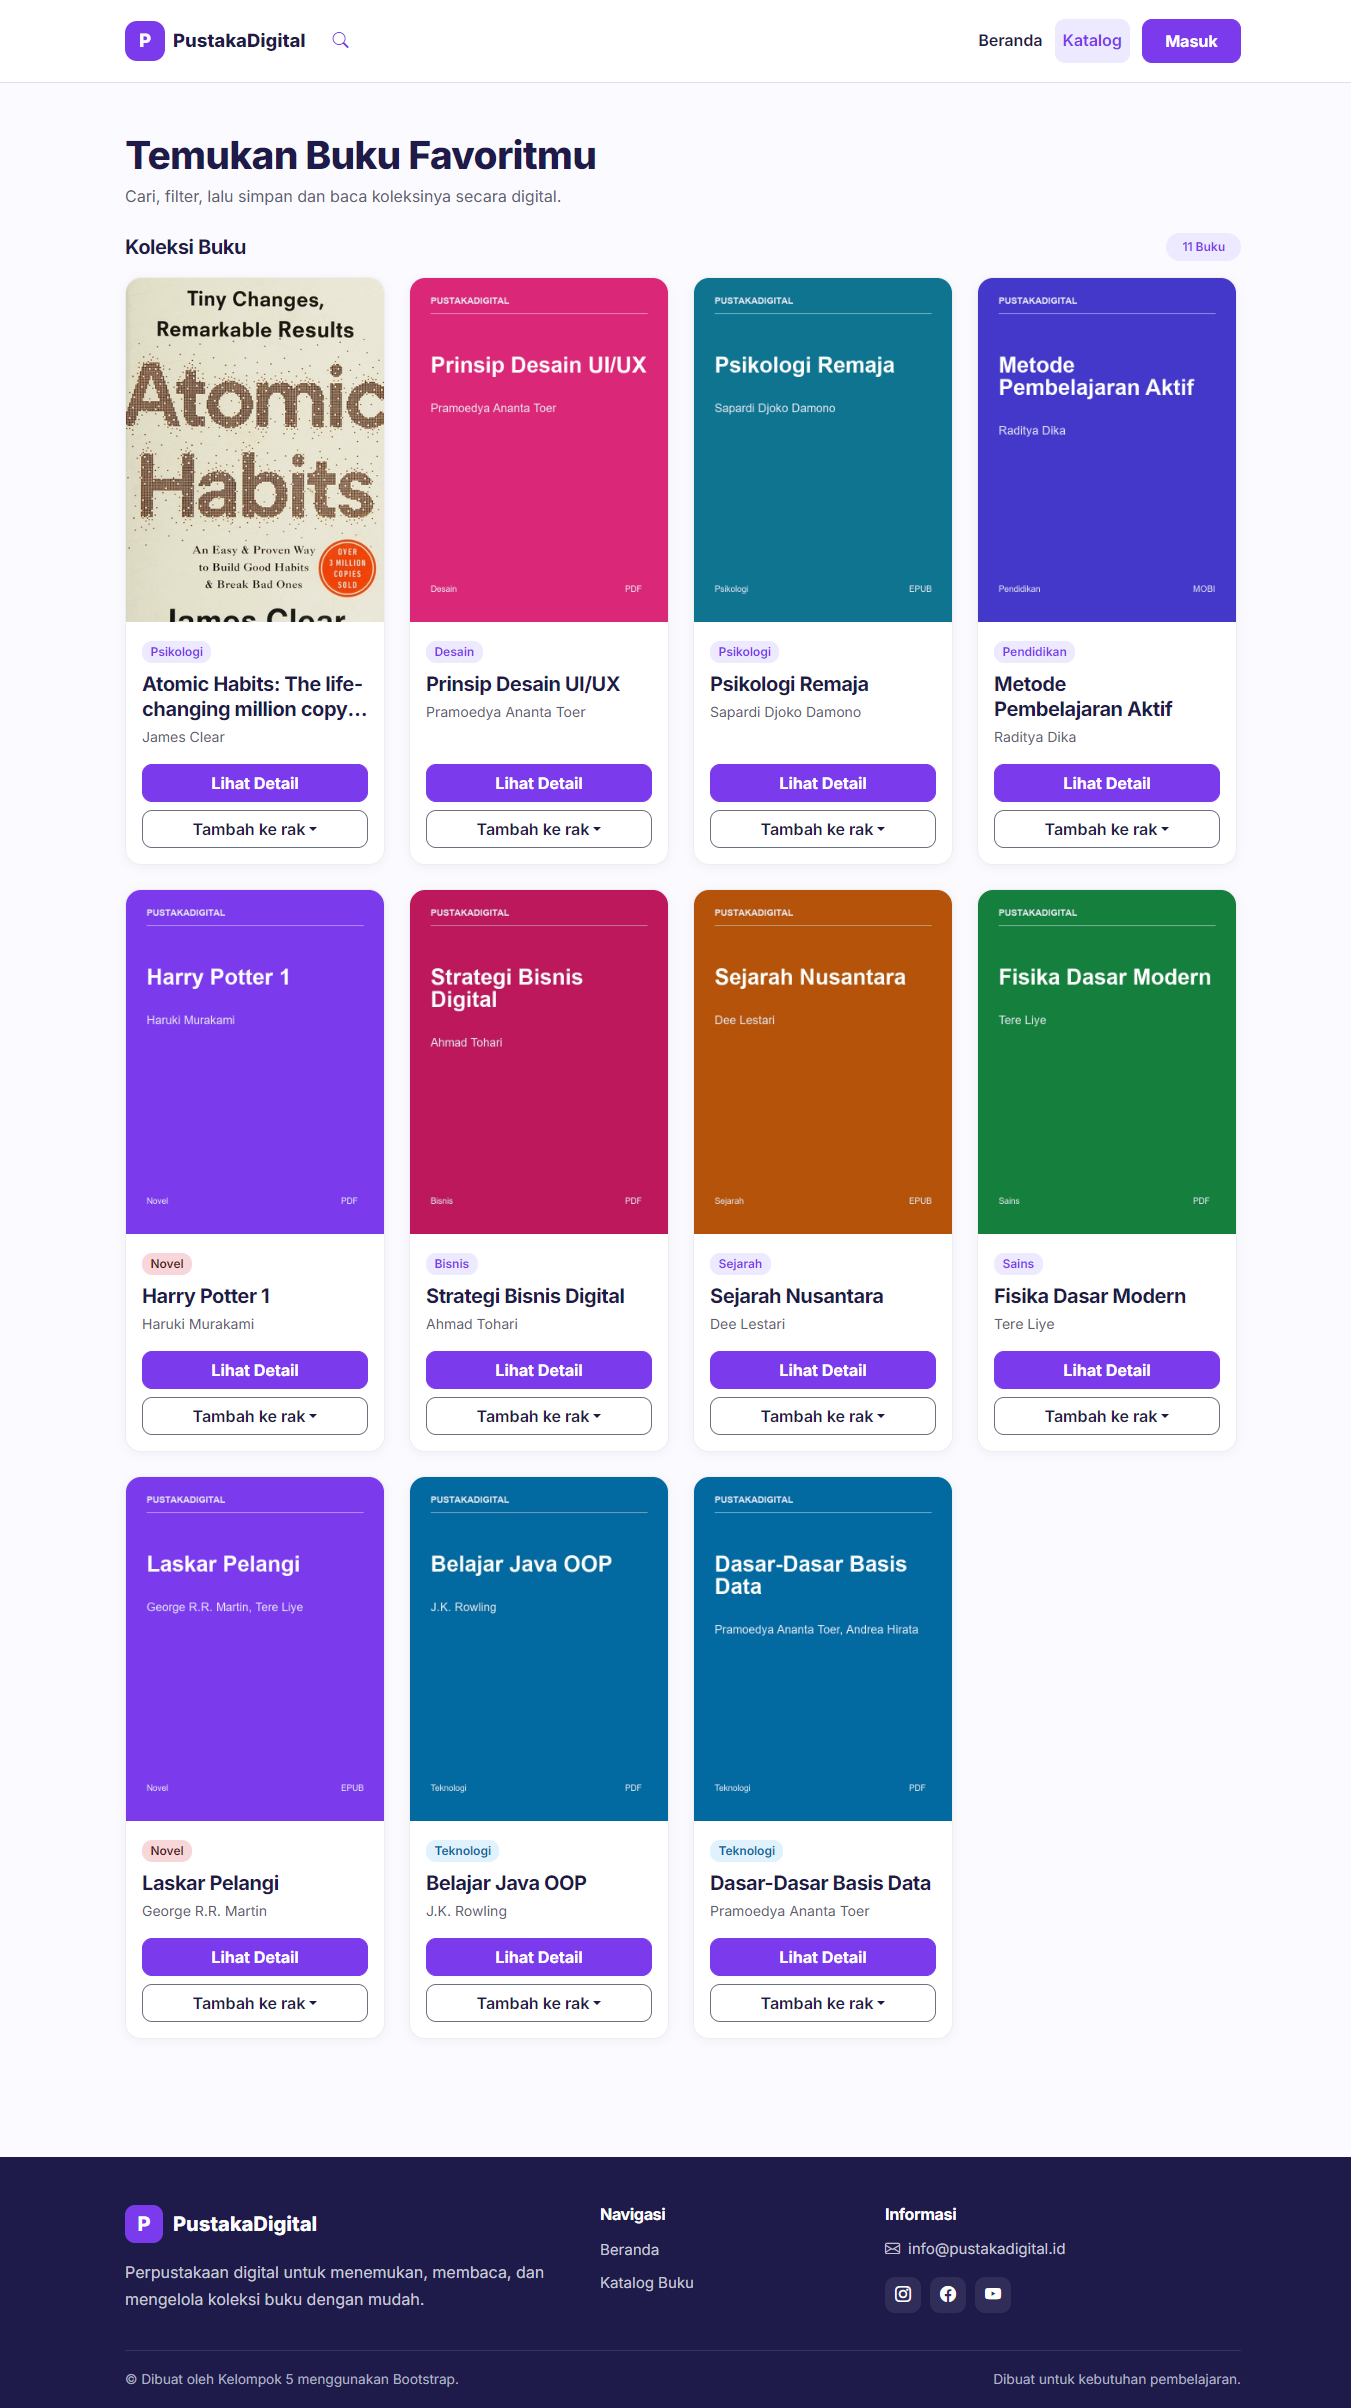 P PustakaDigital
Beranda Katalog Masuk
Temukan Buku Favoritmu
Cari, filter, lalu simpan dan baca koleksinya secara digital.
Koleksi Buku
11 Buku
Tiny Changes,
Remarkable Results
Atomic
Habits
An Easy & Proven Way
to Build Good Habits
& Break Bad Ones
OVER
3 MILLION
COPIES
SOLD
James Clear
Psikologi
Atomic Habits: The life-
changing million copy...
James Clear
Lihat Detail
Tambah ke rak
PUSTAKADIGITAL
Prinsip Desain UI/UX
Pramoedya Ananta Toer
Desain PDF
Desain
Prinsip Desain UI/UX
Pramoedya Ananta Toer
Lihat Detail
Tambah ke rak
PUSTAKADIGITAL
Psikologi Remaja
Sapardi Djoko Damono
Psikologi EPUB
Psikologi
Psikologi Remaja
Sapardi Djoko Damono
Lihat Detail
Tambah ke rak
PUSTAKADIGITAL
Metode
Pembelajaran Aktif
Raditya Dika
Pendidikan MOBI
Pendidikan
Metode
Pembelajaran Aktif
Raditya Dika
Lihat Detail
Tambah ke rak
PUSTAKADIGITAL
Harry Potter 1
Haruki Murakami
Novel PDF
Novel
Harry Potter 1
Haruki Murakami
Lihat Detail
Tambah ke rak
PUSTAKADIGITAL
Strategi Bisnis
Digital
Ahmad Tohari
Bisnis PDF
Bisnis
Strategi Bisnis Digital
Ahmad Tohari
Lihat Detail
Tambah ke rak
PUSTAKADIGITAL
Sejarah Nusantara
Dee Lestari
Sejarah EPUB
Sejarah
Sejarah Nusantara
Dee Lestari
Lihat Detail
Tambah ke rak
PUSTAKADIGITAL
Fisika Dasar Modern
Tere Liye
Sains PDF
Sains
Fisika Dasar Modern
Tere Liye
Lihat Detail
Tambah ke rak
PUSTAKADIGITAL
Laskar Pelangi
George R.R. Martin, Tere Liye
Novel EPUB
Novel
Laskar Pelangi
George R.R. Martin
Lihat Detail
Tambah ke rak
PUSTAKADIGITAL
Belajar Java OOP
J.K. Rowling
Teknologi PDF
Teknologi
Belajar Java OOP
J.K. Rowling
Lihat Detail
Tambah ke rak
PUSTAKADIGITAL
Dasar-Dasar Basis
Data
Pramoedya Ananta Toer, Andrea Hirata
Teknologi PDF
Teknologi
Dasar-Dasar Basis Data
Pramoedya Ananta Toer
Lihat Detail
Tambah ke rak
P PustakaDigital
Perpustakaan digital untuk menemukan, membaca, dan
mengelola koleksi buku dengan mudah.
Navigasi
Beranda
Katalog Buku
Informasi
info@pustakadigital.id
© Dibuat oleh Kelompok 5 menggunakan Bootstrap.
Dibuat untuk kebutuhan pembelajaran.